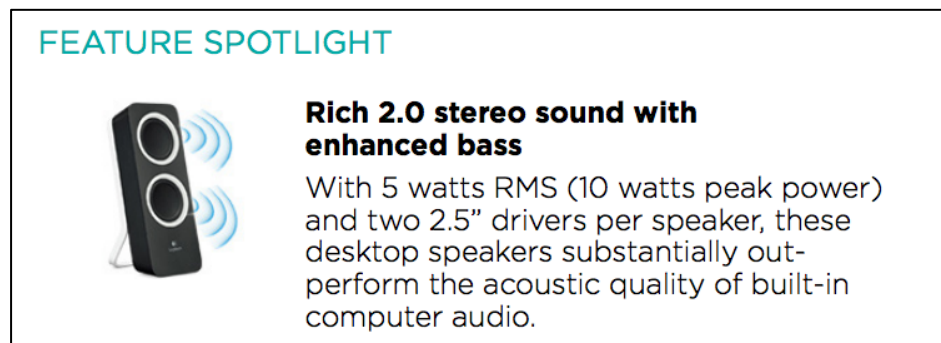 FEATURE SPOTLIGHT
Rich 2.0 stereo sound with
enhanced bass
With 5 watts RMS (10 watts peak power)
and two 2.5” drivers per speaker, these
desktop speakers substantially out-
perform the acoustic quality of built-in
computer audio.